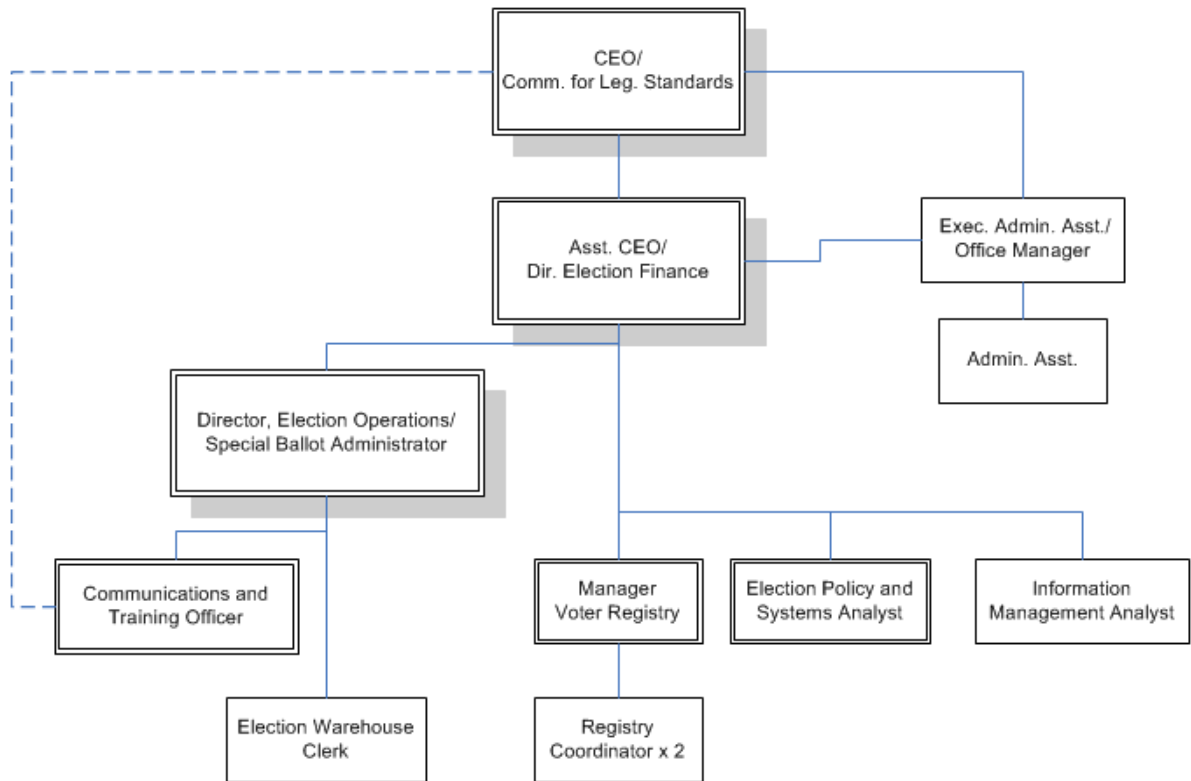 CEO/
Comm. for Leg. Standards
Asst. CEO/
Dir. Election Finance
Exec. Admin. Asst./
Office Manager
Admin. Asst.
Director, Election Operations/
Special Ballot Administrator
Communications and
Training Officer
Manager
Voter Registry
Election Policy and
Systems Analyst
Information
Management Analyst
Election Warehouse
Clerk
Registry
Coordinator x 2